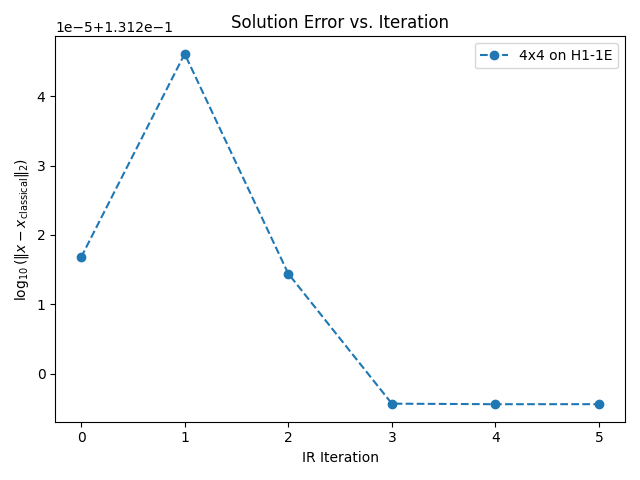 Solution Error vs. Iteration
1e−5+1.312e−1
4x4 on H1-1E
log₁₀(‖x − x_classical‖₂)
4
3
2
1
0
0 1 2 3 4 5
IR Iteration